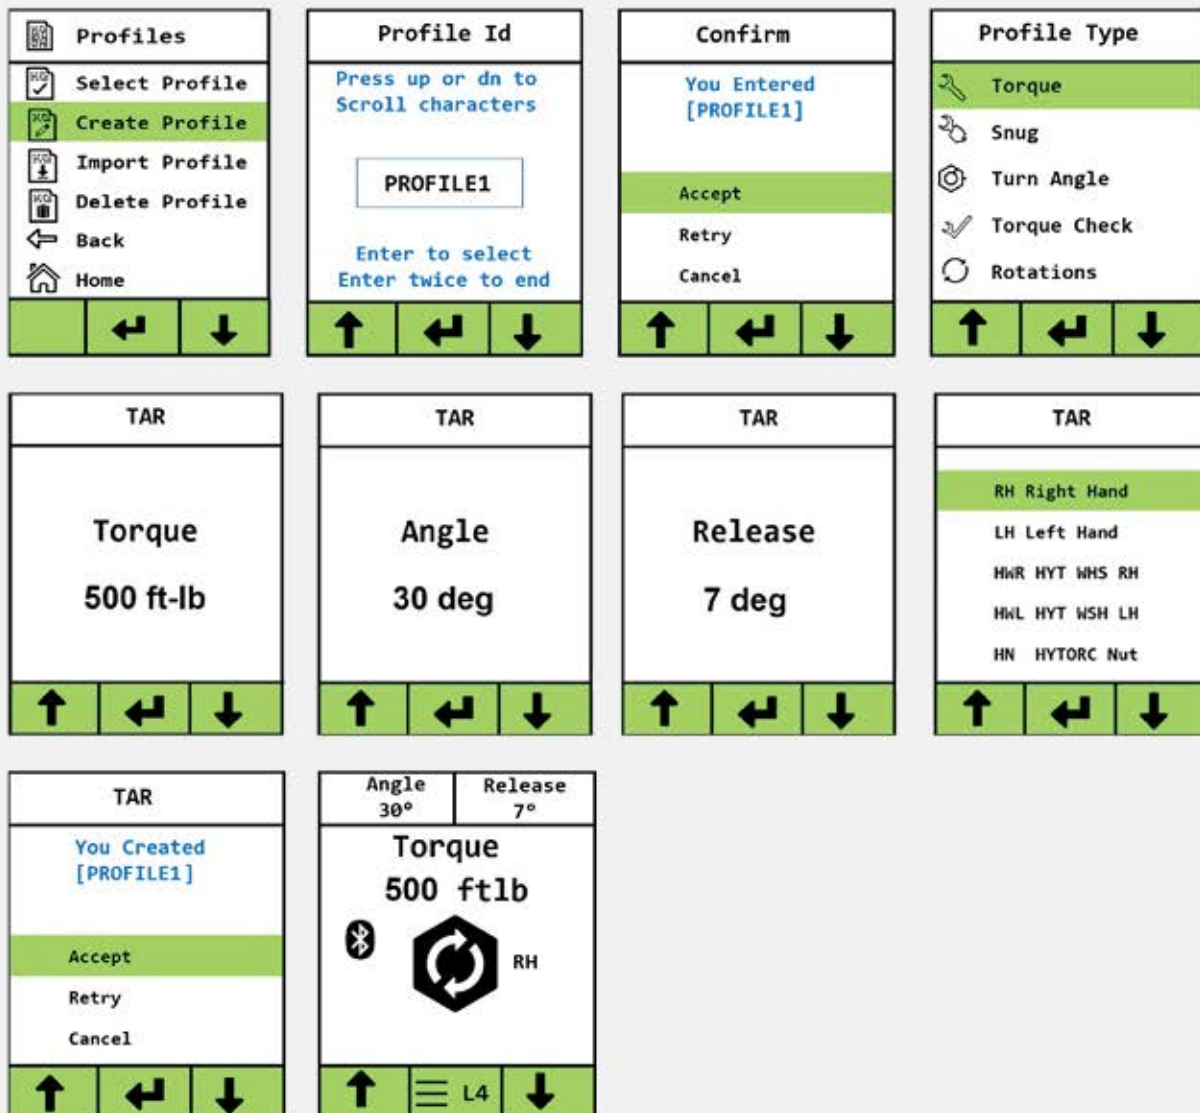 Profiles
Select Profile
Create Profile
Import Profile
Delete Profile
Back
Home
Profile Id
Press up or dn to
Scroll characters
PROFILE1
Enter to select
Enter twice to end
Confirm
You Entered
[PROFILE1]
Accept
Retry
Cancel
Profile Type
Torque
Snug
Turn Angle
Torque Check
Rotations
TAR
Torque
500 ft-lb
TAR
Angle
30 deg
TAR
Release
7 deg
TAR
RH Right Hand
LH Left Hand
HWR HYT WHS RH
HWL HYT WSH LH
HN HYTORC Nut
TAR
You Created
[PROFILE1]
Accept
Retry
Cancel
Angle
30°
Release
7°
Torque
500 ftlb
RH
L4